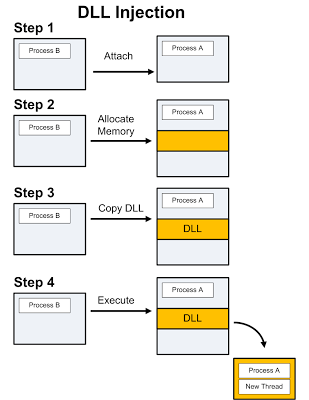 DLL Injection
Step 1
Process B
Attach
Process A
Step 2
Process B
Allocate
Memory
Process A
Step 3
Process B
Copy DLL
Process A
DLL
Step 4
Process B
Execute
Process A
DLL
Process A
New Thread